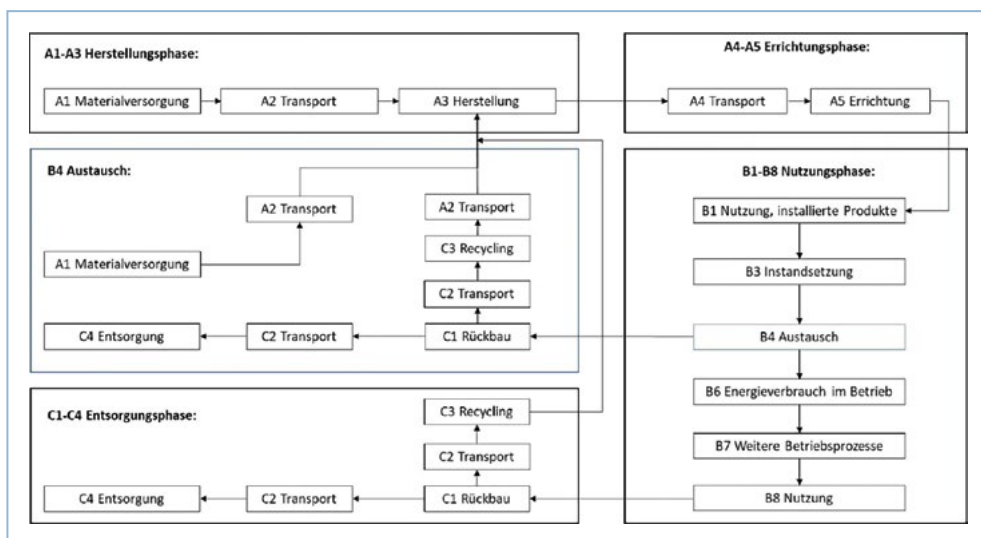 A1-A3 Herstellungsphase:
A1 Materialversorgung
A2 Transport
A3 Herstellung
A4-A5 Errichtungsphase:
A4 Transport
A5 Errichtung
B4 Austausch:
A2 Transport
A2 Transport
C3 Recycling
A1 Materialversorgung
C2 Transport
C4 Entsorgung
C2 Transport
C1 Rückbau
B1-B8 Nutzungsphase:
B1 Nutzung, installierte Produkte
B3 Instandsetzung
B4 Austausch
B6 Energieverbrauch im Betrieb
B7 Weitere Betriebsprozesse
B8 Nutzung
C1-C4 Entsorgungsphase:
C3 Recycling
C2 Transport
C4 Entsorgung
C2 Transport
C1 Rückbau